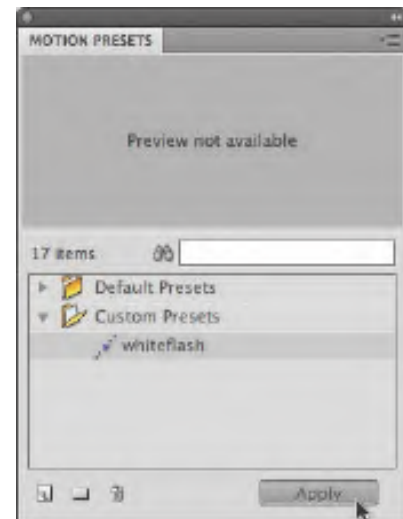 MOTION PRESETS
Preview not available
17 items
Default Presets
Custom Presets
whiteflash
Apply